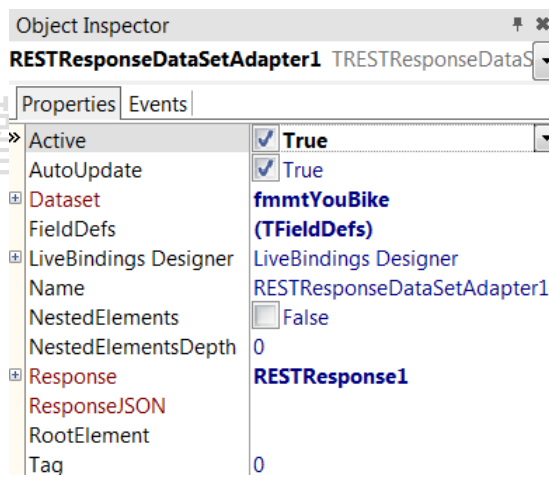 Object Inspector
RESTResponseDataSetAdapter1 TRESTResponseDataS
Properties Events
Active True
AutoUpdate True
Dataset fmmtYouBike
FieldDefs (TFieldDefs)
LiveBindings Designer LiveBindings Designer
Name RESTResponseDataSetAdapter1
NestedElements False
NestedElementsDepth 0
Response RESTResponse1
ResponseJSON
RootElement
Tag 0